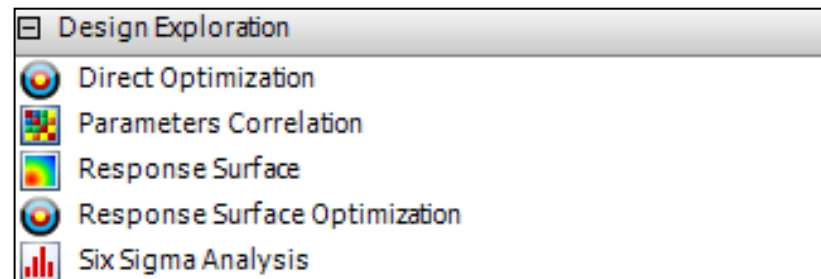 Design Exploration
Direct Optimization
Parameters Correlation
Response Surface
Response Surface Optimization
Six Sigma Analysis